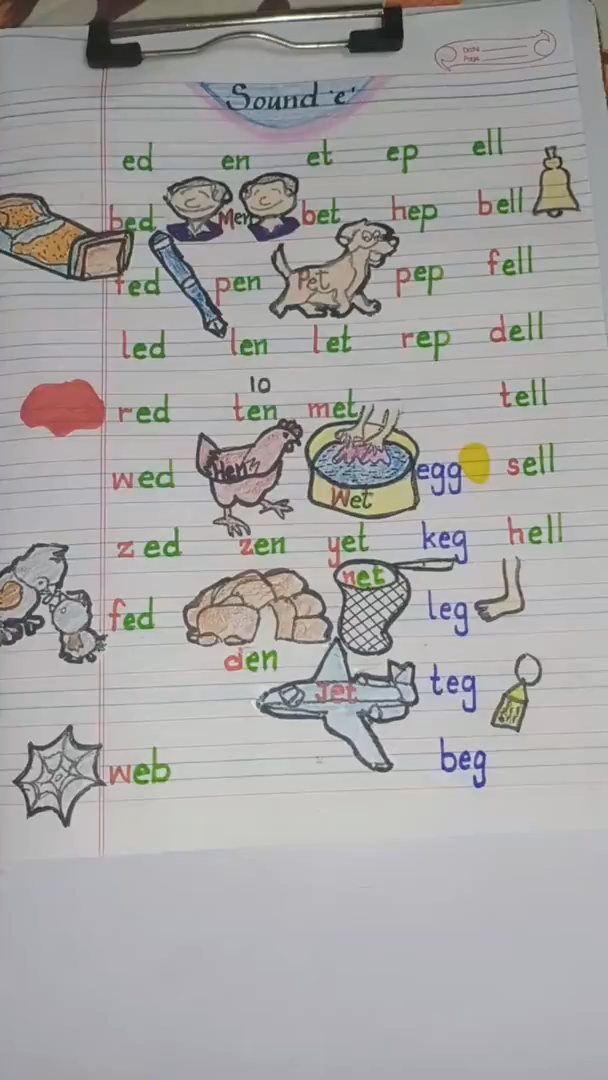 Date
Page
Sound 'e'
ed en et ep ell
bed Men bet hep bell
fed pen Pet pep fell
led len let rep dell
10
red ten met tell
wed Hen Wet egg sell
zed zen yet keg hell
fed net leg
den
Jet teg
web beg